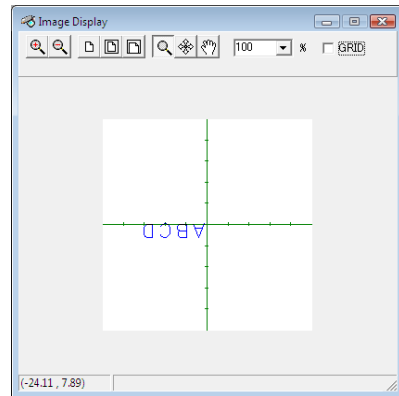 Image Display
100 % GRID
ABCD
(-24.11 , 7.89)